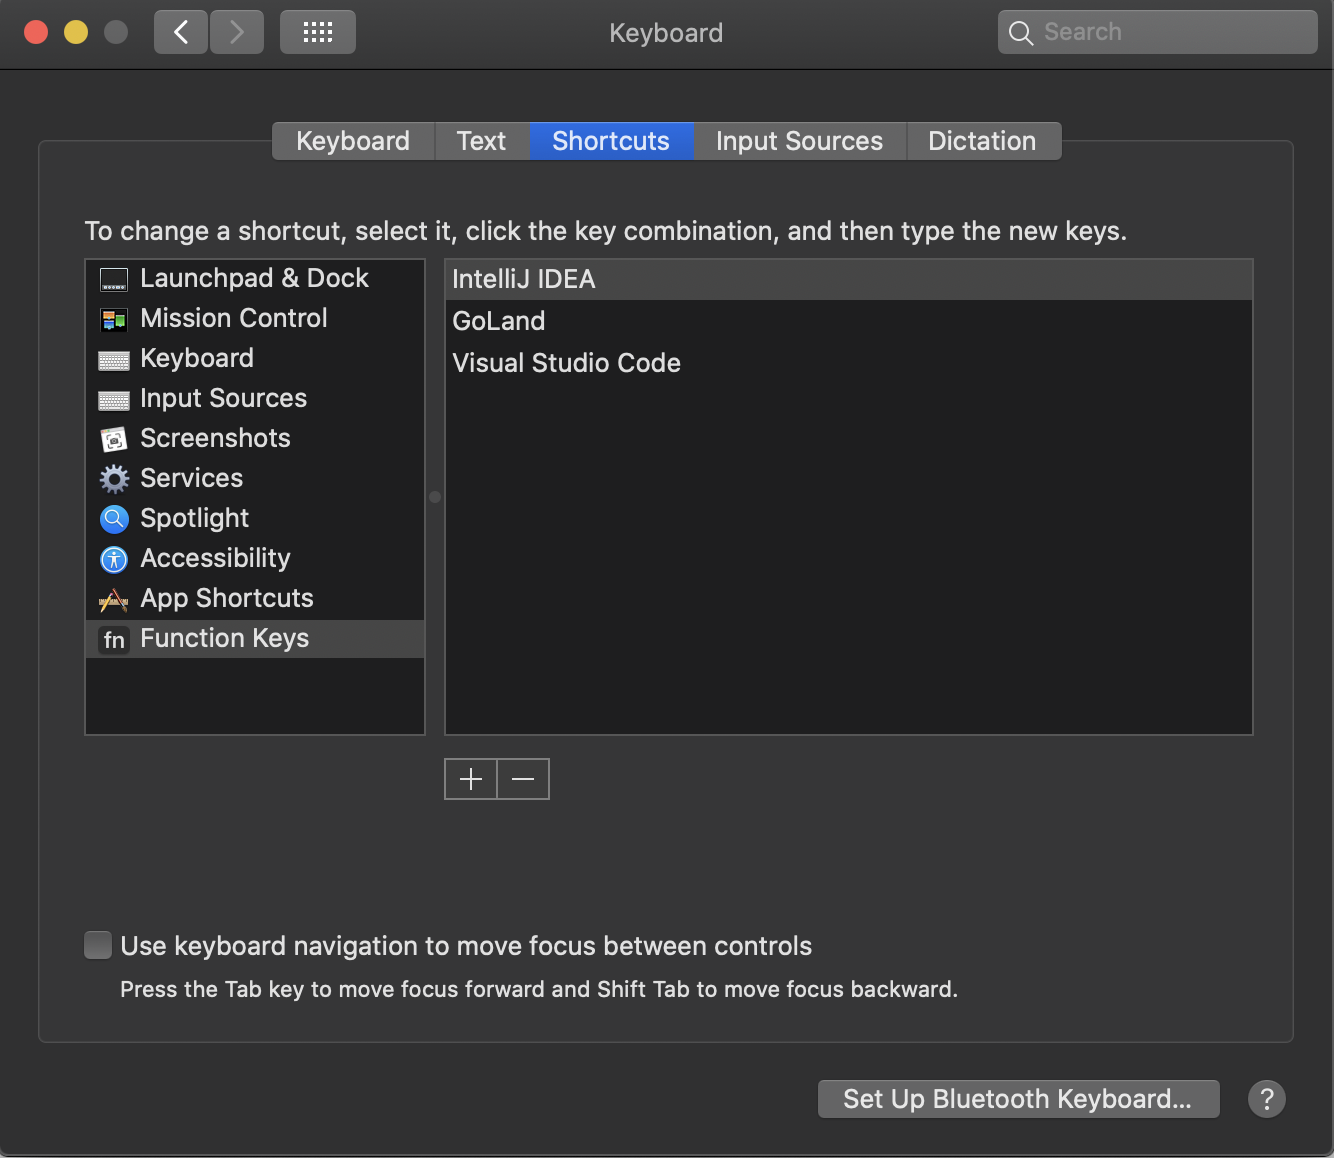 Keyboard
Search
Keyboard
Text
Shortcuts
Input Sources
Dictation
To change a shortcut, select it, click the key combination, and then type the new keys.
Launchpad & Dock
Mission Control
Keyboard
Input Sources
Screenshots
Services
Spotlight
Accessibility
App Shortcuts
fn Function Keys
IntelliJ IDEA
GoLand
Visual Studio Code
Use keyboard navigation to move focus between controls
Press the Tab key to move focus forward and Shift Tab to move focus backward.
Set Up Bluetooth Keyboard...
?